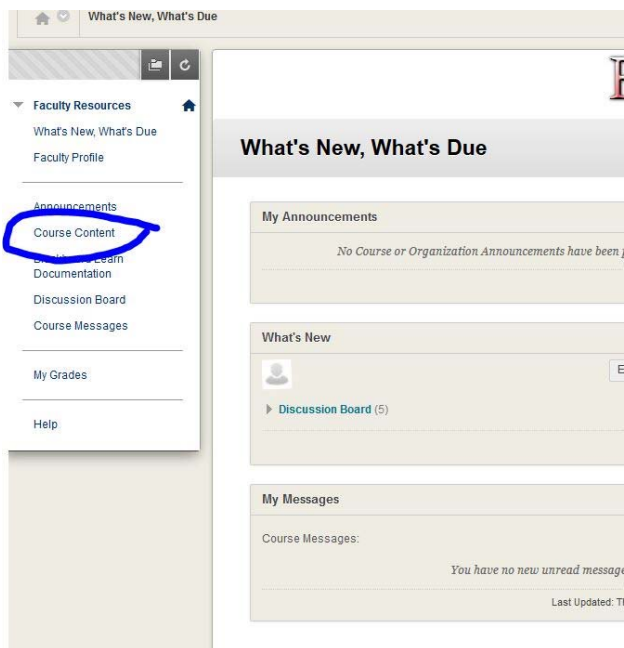 What's New, What's Due
Faculty Resources
What's New, What's Due
Faculty Profile
Announcements
Course Content
Learn
Documentation
Discussion Board
Course Messages
My Grades
Help
What's New, What's Due
My Announcements
No Course or Organization Announcements have been
What's New
Discussion Board (5)
My Messages
Course Messages:
You have no new unread message
Last Updated: